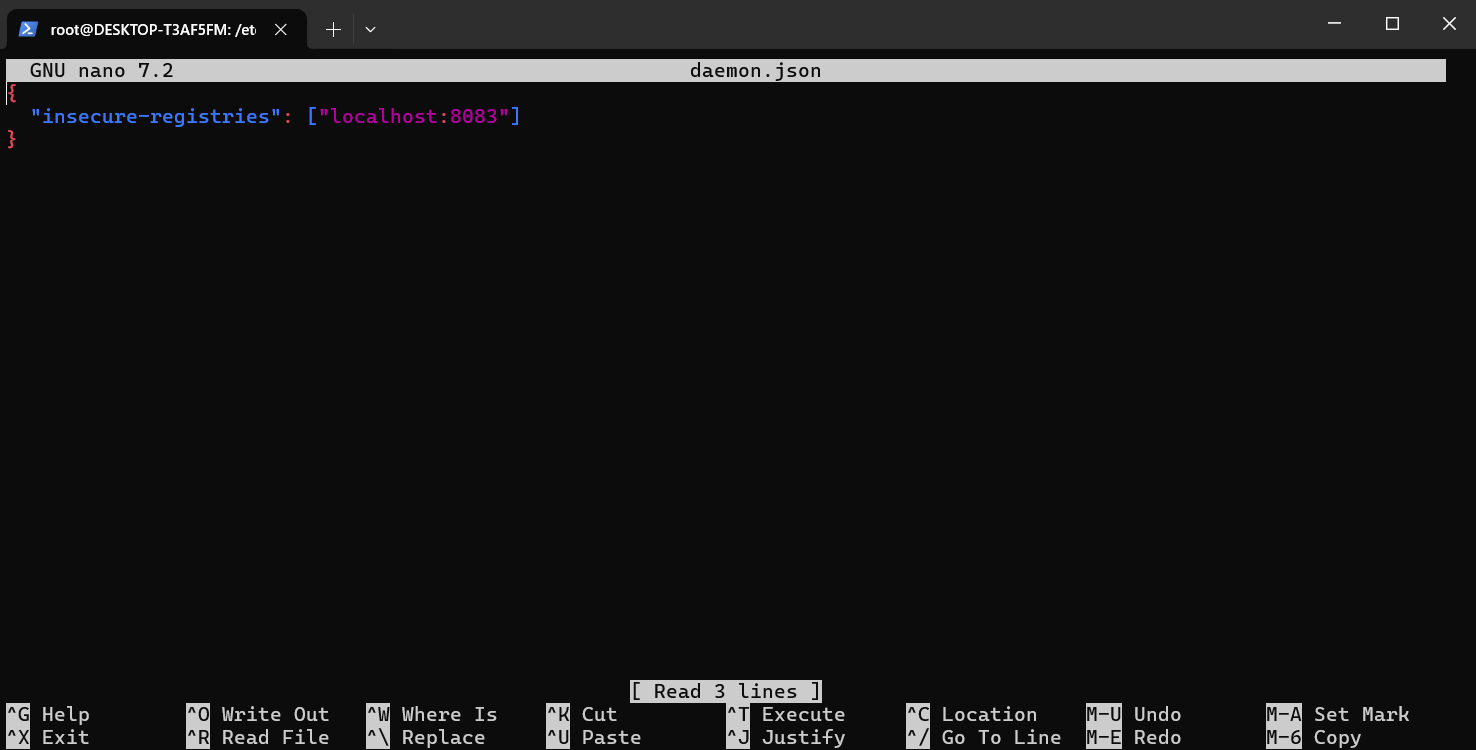 root@DESKTOP-T3AF5FM: /etc
GNU nano 7.2 daemon.json
{
"insecure-registries": ["localhost:8083"]
}
[ Read 3 lines ]
^G Help ^O Write Out ^W Where Is ^K Cut ^T Execute ^C Location M-U Undo M-A Set Mark
^X Exit ^R Read File ^\ Replace ^U Paste ^J Justify ^/ Go To Line M-E Redo M-6 Copy